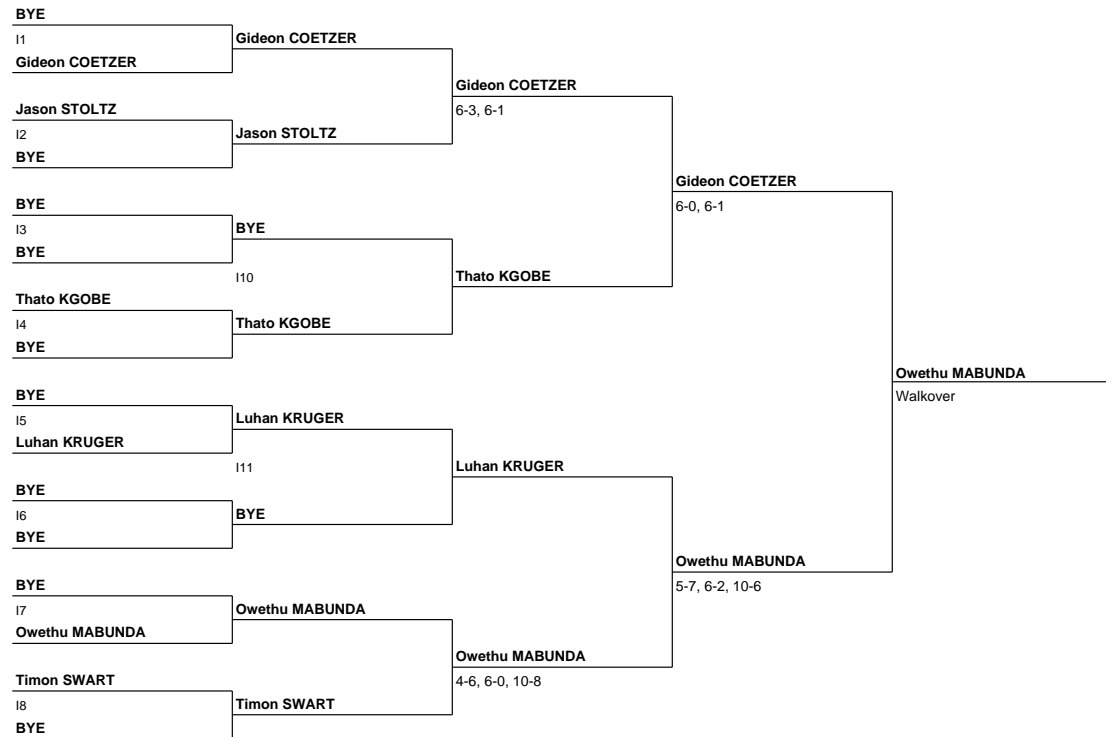 BYE
I1
Gideon COETZER
Jason STOLTZ
I2
BYE
BYE
I3
BYE
Thato KGOBE
I4
BYE
BYE
I5
Luhan KRUGER
BYE
I6
BYE
BYE
I7
Owethu MABUNDA
Timon SWART
I8
BYE
Gideon COETZER
Jason STOLTZ
BYE
I10
Thato KGOBE
Luhan KRUGER
I11
BYE
Owethu MABUNDA
Timon SWART
Gideon COETZER
6-3, 6-1
Thato KGOBE
Luhan KRUGER
Owethu MABUNDA
4-6, 6-0, 10-8
Gideon COETZER
6-0, 6-1
Owethu MABUNDA
5-7, 6-2, 10-6
Owethu MABUNDA
Walkover